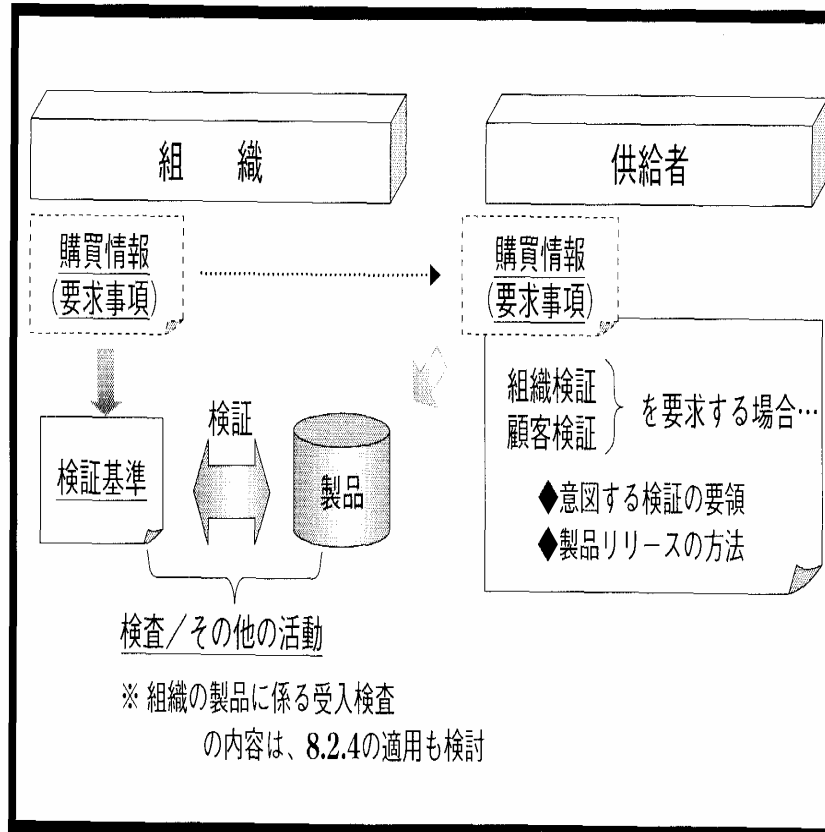 組織
供給者
購買情報
(要求事項)
購買情報
(要求事項)
検証
検証基準
製品
組織検証
顧客検証
を要求する場合…
◆意図する検証の要領
◆製品リリースの方法
検査／その他の活動
※ 組織の製品に係る受入検査
の内容は、8.2.4の適用も検討